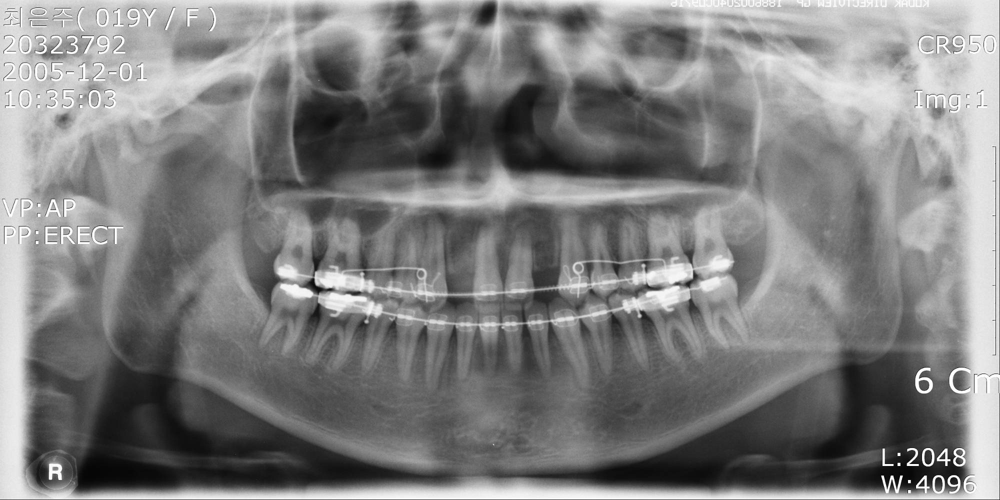 최은주( 019Y / F )
20323792
2005-12-01
10:35:03
CR950
Img:1
VP:AP
PP:ERECT
6 Cm
R
L:2048
W:4096